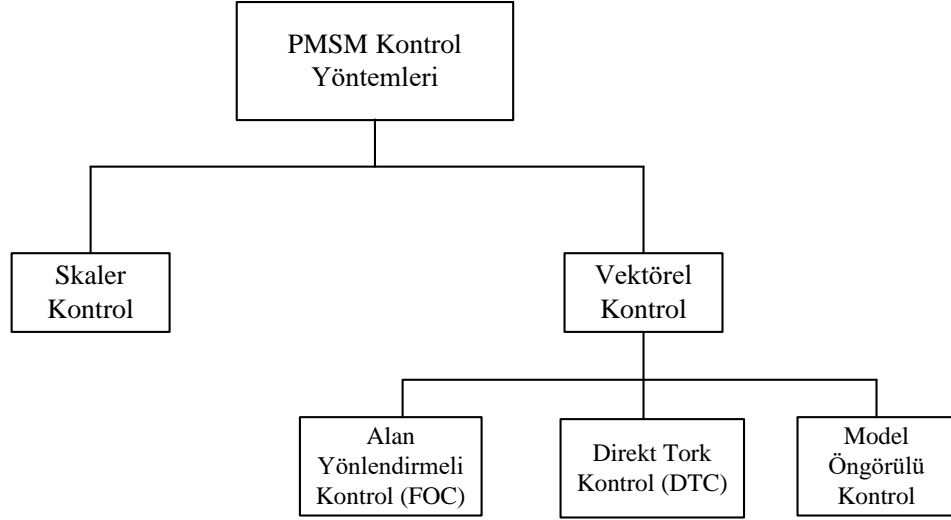 PMSM Kontrol
Yöntemleri
Skaler
Kontrol
Vektörel
Kontrol
Alan
Yönlendirmeli
Kontrol (FOC)
Direkt Tork
Kontrol (DTC)
Model
Öngörülü
Kontrol